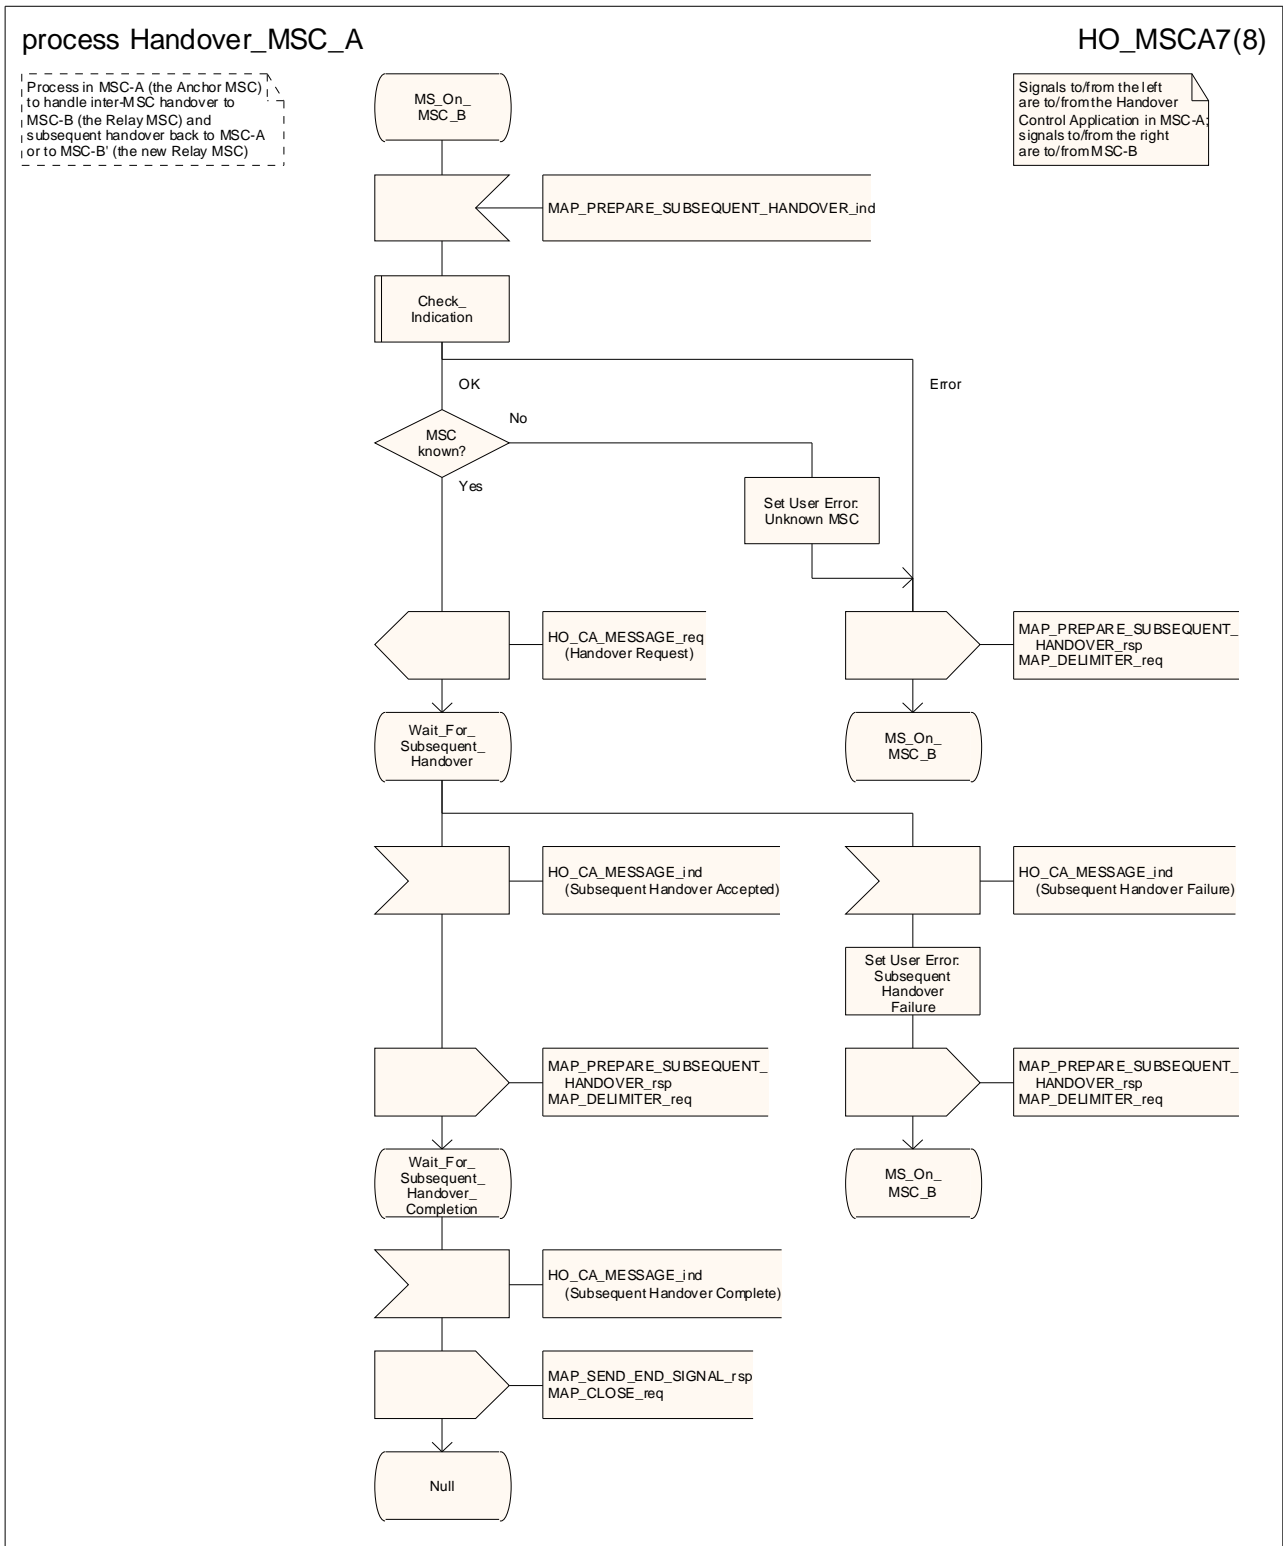 process Handover_MSC_A
HO_MSCA7(8)
Process in MSC-A (the Anchor MSC)
to handle inter-MSC handover to
MSC-B (the Relay MSC) and
subsequent handover back to MSC-A
or to MSC-B' (the new Relay MSC)
Signals to/from the left
are to/from the Handover
Control Application in MSC-A;
signals to/from the right
are to/from MSC-B
MS_On_
MSC_B
MAP_PREPARE_SUBSEQUENT_HANDOVER_ind
Check_
Indication
OK
Error
No
MSC
known?
Yes
Set User Error:
Unknown MSC
HO_CA_MESSAGE_req
(Handover Request)
MAP_PREPARE_SUBSEQUENT_
HANDOVER_rsp
MAP_DELIMITER_req
Wait_For_
Subsequent_
Handover
MS_On_
MSC_B
HO_CA_MESSAGE_ind
(Subsequent Handover Accepted)
HO_CA_MESSAGE_ind
(Subsequent Handover Failure)
Set User Error:
Subsequent
Handover
Failure
MAP_PREPARE_SUBSEQUENT_
HANDOVER_rsp
MAP_DELIMITER_req
MAP_PREPARE_SUBSEQUENT_
HANDOVER_rsp
MAP_DELIMITER_req
Wait_For_
Subsequent_
Handover_
Completion
MS_On_
MSC_B
HO_CA_MESSAGE_ind
(Subsequent Handover Complete)
MAP_SEND_END_SIGNAL_rsp
MAP_CLOSE_req
Null